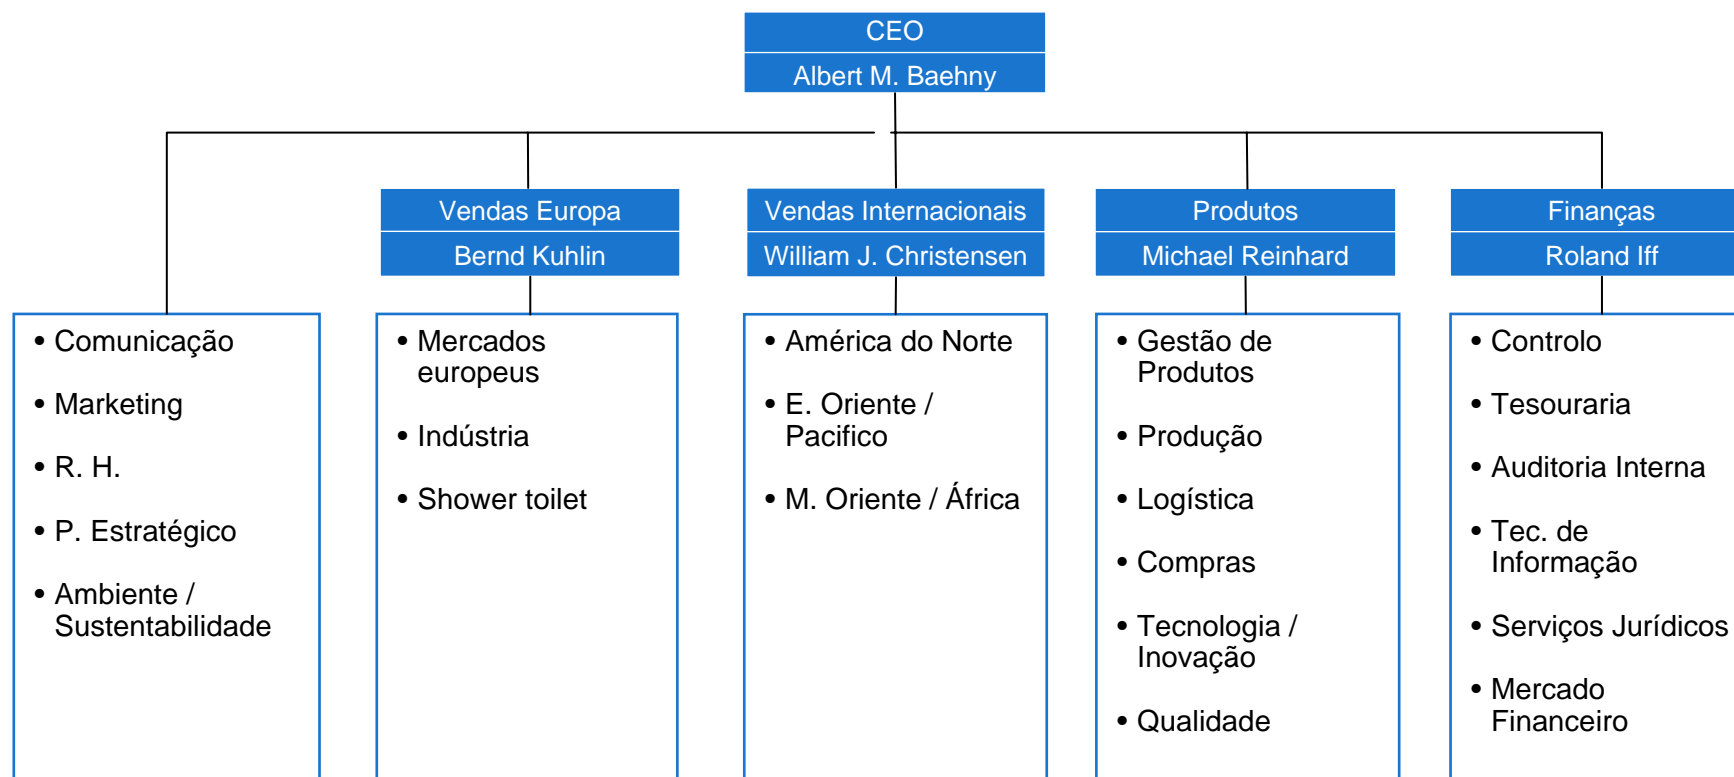 CEO
Albert M. Baehny
Vendas Europa
Bernd Kuhlin
Vendas Internacionais
William J. Christensen
Produtos
Michael Reinhard
Finanças
Roland Iff
• Comunicação
• Marketing
• R. H.
• P. Estratégico
• Ambiente /
Sustentabilidade
• Mercados
europeus
• Indústria
• Shower toilet
• América do Norte
• E. Oriente /
Pacifico
• M. Oriente / África
• Gestão de
Produtos
• Produção
• Logística
• Compras
• Tecnologia /
Inovação
• Qualidade
• Controlo
• Tesouraria
• Auditoria Interna
• Tec. de
Informação
• Serviços Jurídicos
• Mercado
Financeiro